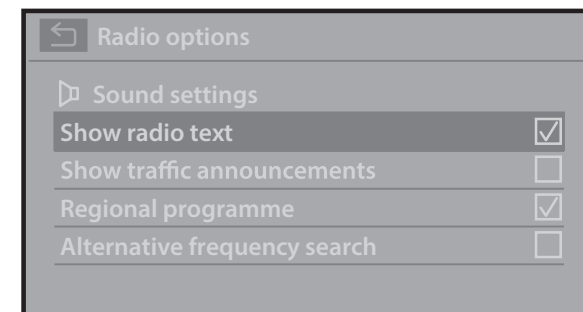 Radio options
Sound settings
Show radio text
Show traffic announcements
Regional programme
Alternative frequency search